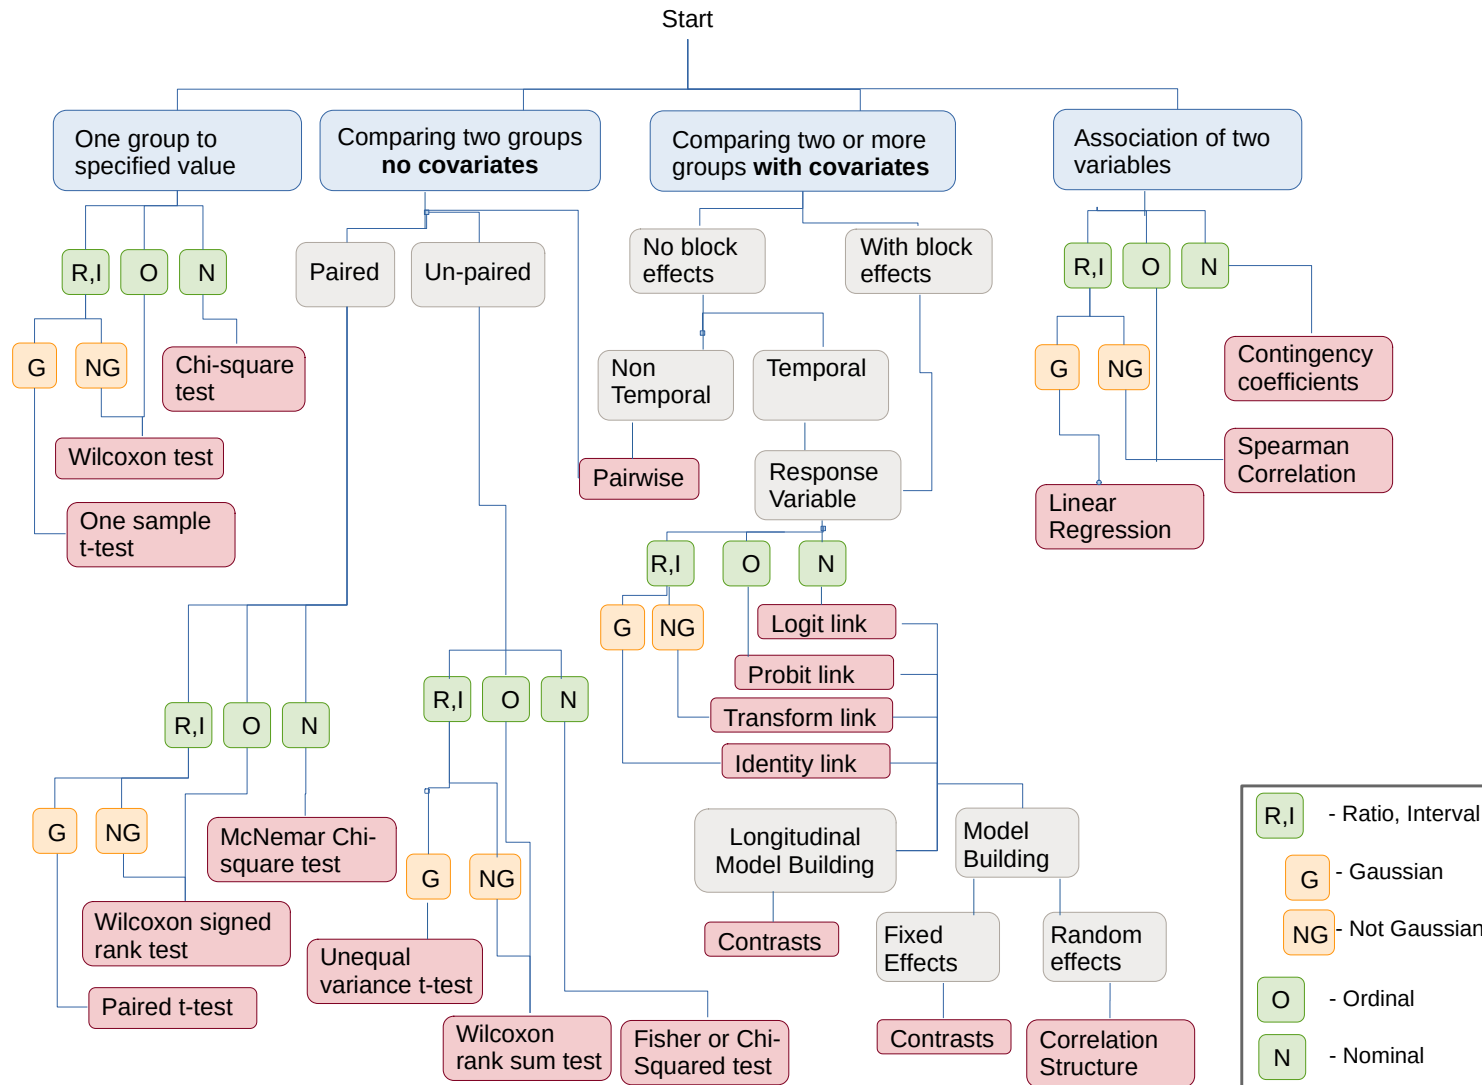 Start
One group to
specified value
Comparing two groups
no covariates
Comparing two or more
groups with covariates
Association of two
variables
R,I
O
N
Paired
Un-paired
No block
effects
With block
effects
R,I
O
N
G
NG
Chi-square
test
Non
Temporal
Temporal
G
NG
Contingency
coefficients
Wilcoxon test
Pairwise
Response
Variable
Spearman
Correlation
One sample
t-test
Linear
Regression
R,I
O
N
G
NG
Logit link
Probit link
Transform link
Identity link
R,I
O
N
R,I
O
N
G
NG
McNemar Chi-
square test
G
NG
Longitudinal
Model Building
Model
Building
Wilcoxon signed
rank test
Unequal
variance t-test
Contrasts
Fixed
Effects
Random
effects
Paired t-test
Wilcoxon
rank sum test
Fisher or Chi-
Squared test
Contrasts
Correlation
Structure
R,I - Ratio, Interval
G - Gaussian
NG - Not Gaussian
O - Ordinal
N - Nominal